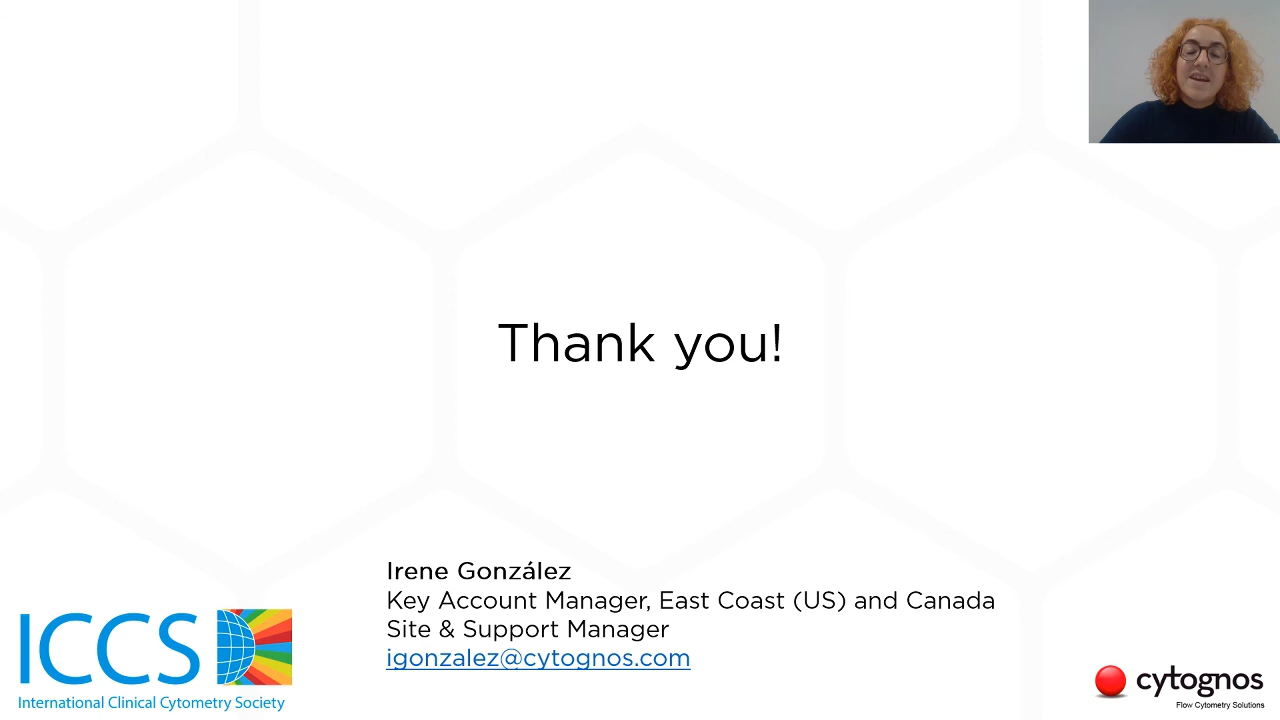 Thank you!
Irene González
Key Account Manager, East Coast (US) and Canada
Site & Support Manager
igonzalez@cytognos.com
ICCS
International Clinical Cytometry Society
cytognos
Flow Cytometry Solutions